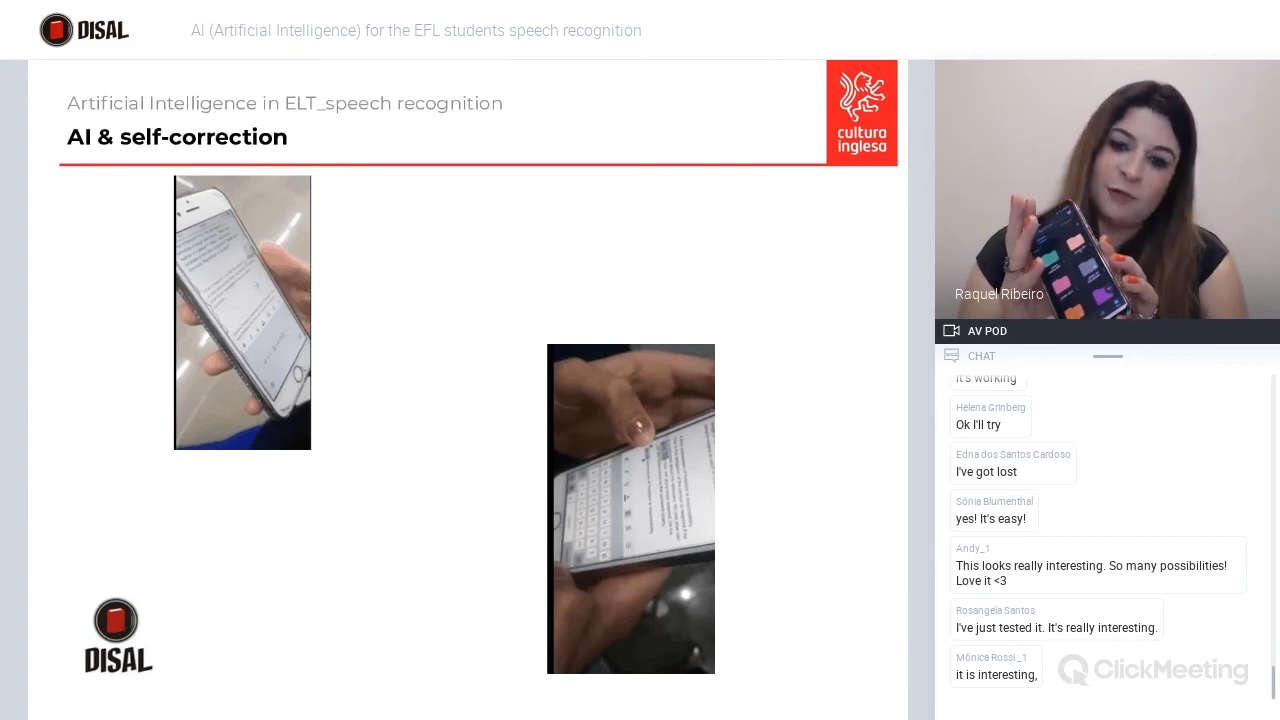 DISAL
AI (Artificial Intelligence) for the EFL students speech recognition
Artificial Intelligence in ELT_speech recognition
AI & self-correction
cultura
inglesa
DISAL
Raquel Ribeiro
AV POD
CHAT
it's working
Helena Grinberg
Ok I'll try
Edna dos Santos Cardoso
I've got lost
Sônia Blumenthal
yes! It's easy!
Andy_1
This looks really interesting. So many possibilities!
Love it <3
Rosangela Santos
I've just tested it. It's really interesting.
Mônica Rossi_1
it is interesting,
ClickMeeting